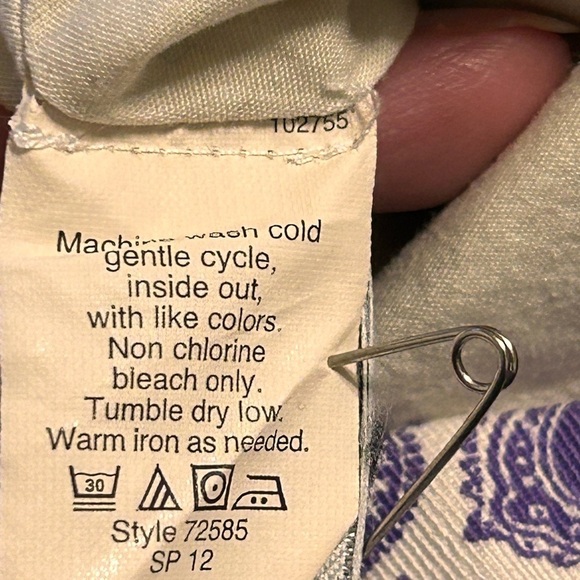 102755
Machine wash cold
gentle cycle,
inside out,
with like colors.
Non chlorine
bleach only.
Tumble dry low.
Warm iron as needed.
30
Style 72585
SP 12